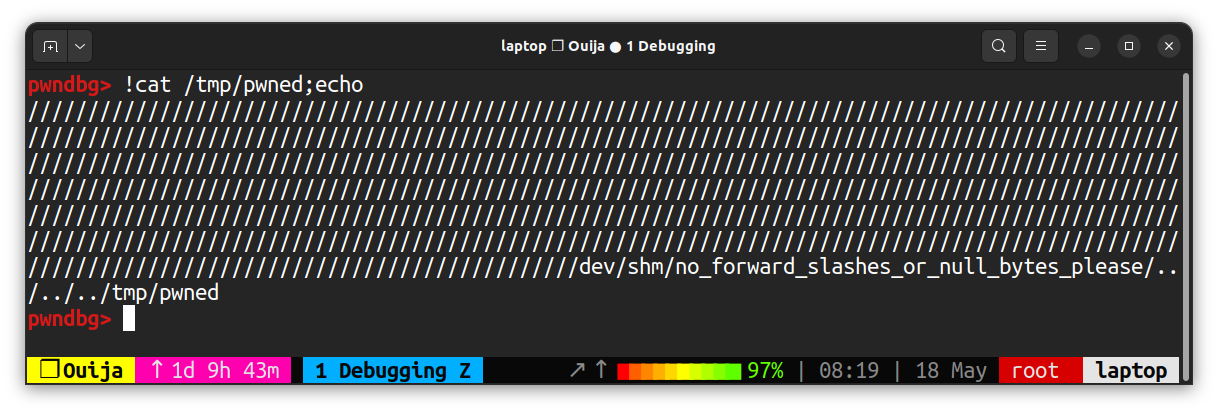 laptop ❐ Ouija ● 1 Debugging
pwndbg> !cat /tmp/pwned;echo
////////////////////////////////////////////////////////////////////////////////////////////////
////////////////////////////////////////////////////////////////////////////////////////////////
////////////////////////////////////////////////////////////////////////////////////////////////
////////////////////////////////////////////////////////////////////////////////////////////////
////////////////////////////////////////////////////////////////////////////////////////////////
////////////////////////////////////////////////////////////////////////////////////////////////
//////////////////////////////////////////////dev/shm/no_forward_slashes_or_null_bytes_please/..
/../../tmp/pwned
pwndbg>
❐Ouija ↑1d 9h 43m 1 Debugging Z ↗ ↑ 97% | 08:19 | 18 May root laptop